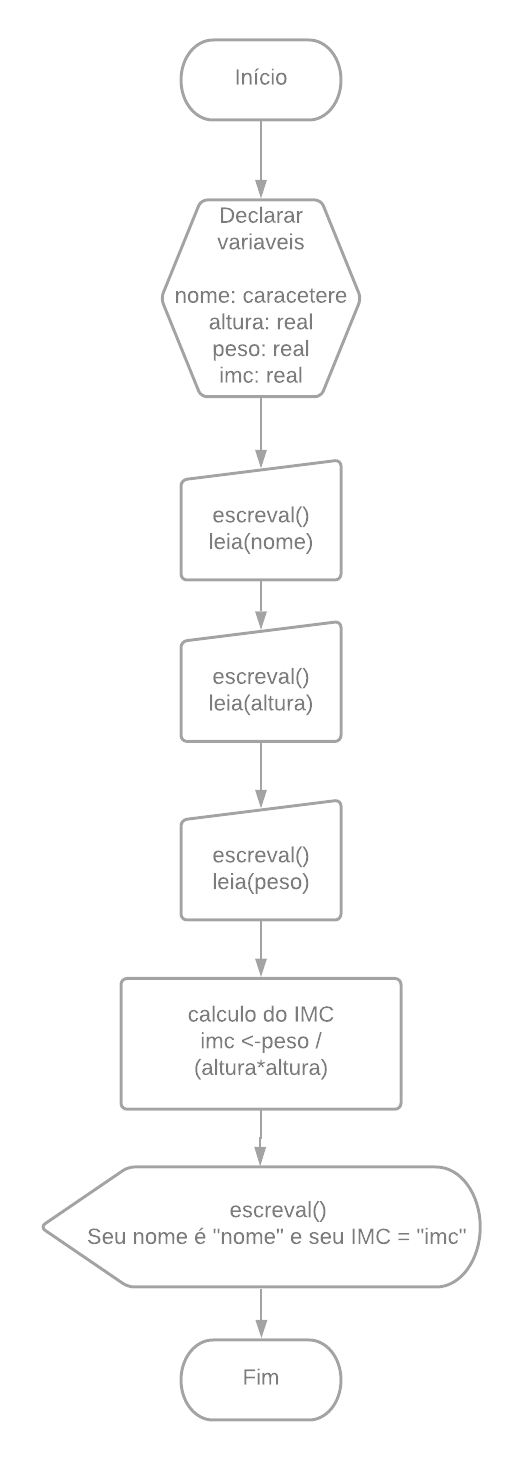 Início
Declarar
variaveis
nome: caracetere
altura: real
peso: real
imc: real
escreval()
leia(nome)
escreval()
leia(altura)
escreval()
leia(peso)
calculo do IMC
imc <-peso /
(altura*altura)
escreval()
Seu nome é "nome" e seu IMC = "imc"
Fim